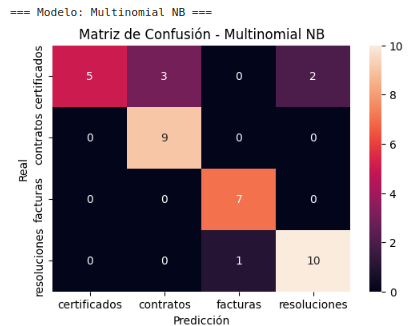 === Modelo: Multinomial NB ===
Matriz de Confusión - Multinomial NB
Real
certificados
5 3 0 2
contratos
0 9 0 0
facturas
0 0 7 0
resoluciones
0 0 1 10
certificados contratos facturas resoluciones
Predicción
10
8
6
4
2
0